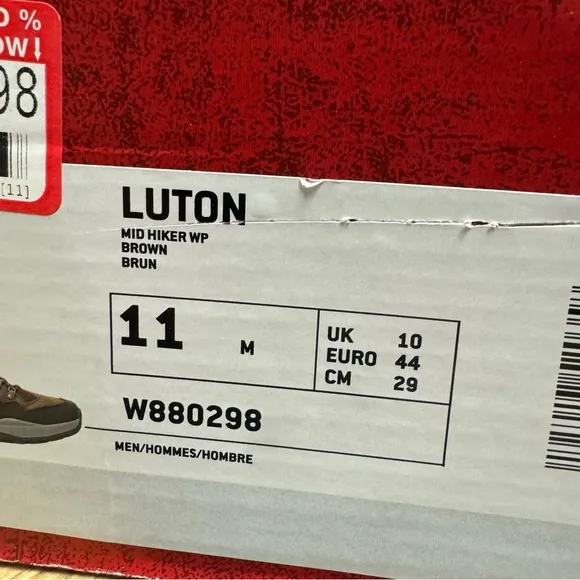 %
OW↓
98
[11]
LUTON
MID HIKER WP
BROWN
BRUN
11 M
UK 10
EURO 44
CM 29
W880298
MEN/HOMMES/HOMBRE